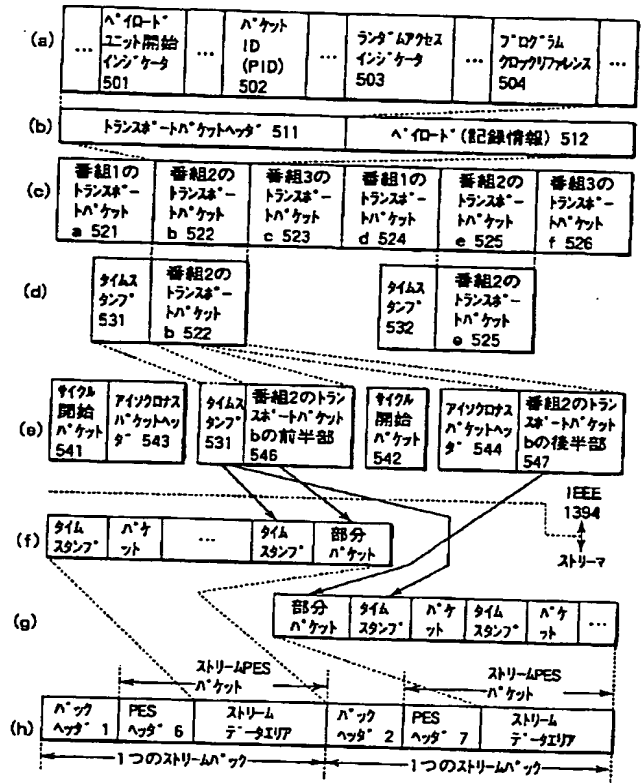 (a)
… ペイロード
ユニット開始
インジケータ
501
… パケット
ID
(PID)
502
… ランダムアクセス
インジケータ
503
… プログラム
クロックリファレンス
504
…
(b) トランスポートパケットヘッダ 511 ペイロード(記録情報) 512
(c)
番組1の
トランスポー
トパケット
a 521
番組2の
トランスポー
トパケット
b 522
番組3の
トランスポー
トパケット
c 523
番組1の
トランスポー
トパケット
d 524
番組2の
トランスポー
トパケット
e 525
番組3の
トランスポー
トパケット
f 526
(d)
タイムス
タンプ
531
番組2の
トランスポー
トパケット
b 522
タイムス
タンプ
532
番組2の
トランスポー
トパケット
e 525
(e)
サイクル
開始
パケット
541
アイソクロナス
パケットヘッ
ダ 543
タイムス
タンプ
531
番組2のトラン
スポートパケット
bの前半部
546
サイクル
開始
パケット
542
アイソクロナス
パケットヘッ
ダ 544
番組2のトラン
スポートパケット
bの後半部
547
IEEE
1394
ストリーマ
(f)
タイム
スタンプ
パケ
ット
…
タイム
スタンプ
部分
パケット
(g)
部分
パケット
タイム
スタンプ
パケ
ット
タイム
スタンプ
パケ
ット
…
ストリームPES
パケット
ストリームPES
パケット
(h)
パック
ヘッダ 1
PES
ヘッダ 6
ストリーム
データエリア
パック
ヘッダ 2
PES
ヘッダ 7
ストリーム
データエリア
1つのストリームパック
1つのストリームパック